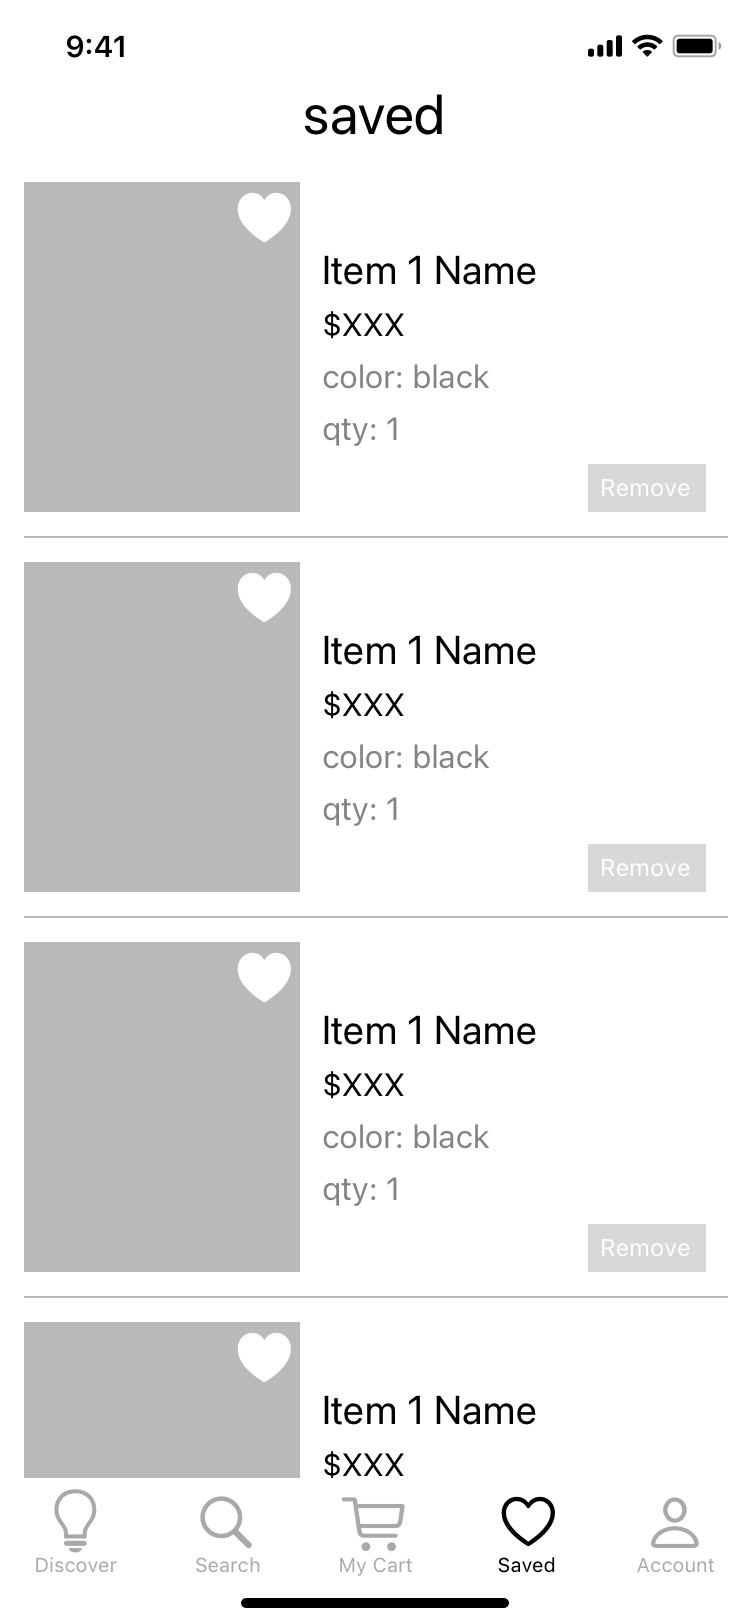 9:41
saved
Item 1 Name
$XXX
color: black
qty: 1
Remove
Item 1 Name
$XXX
color: black
qty: 1
Remove
Item 1 Name
$XXX
color: black
qty: 1
Remove
Item 1 Name
$XXX
Discover Search My Cart Saved Account